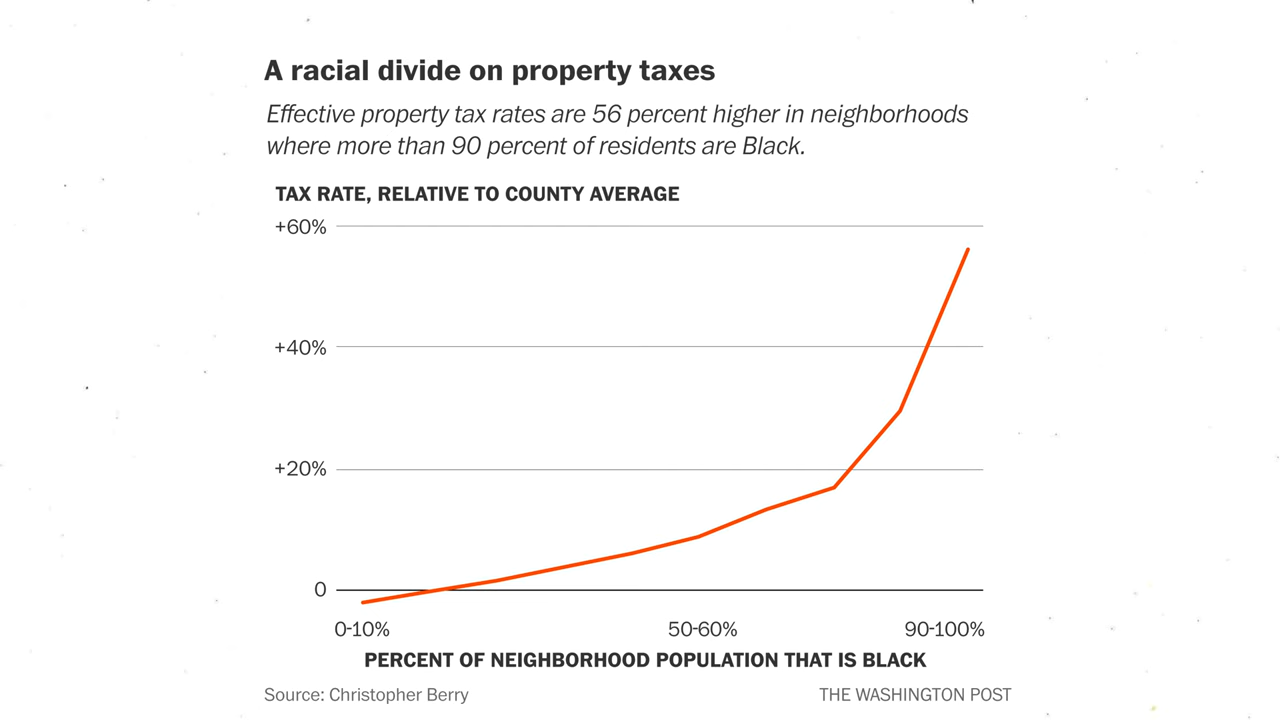 A racial divide on property taxes
Effective property tax rates are 56 percent higher in neighborhoods
where more than 90 percent of residents are Black.
TAX RATE, RELATIVE TO COUNTY AVERAGE
+60%
+40%
+20%
0
0-10% 50-60% 90-100%
PERCENT OF NEIGHBORHOOD POPULATION THAT IS BLACK
Source: Christopher Berry THE WASHINGTON POST